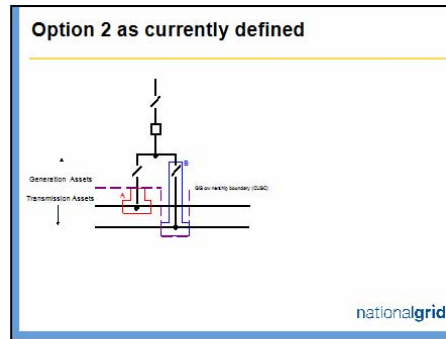 Option 2 as currently defined
B
Generation Assets
GIS ownership boundary (CUSC)
A
Transmission Assets
nationalgrid